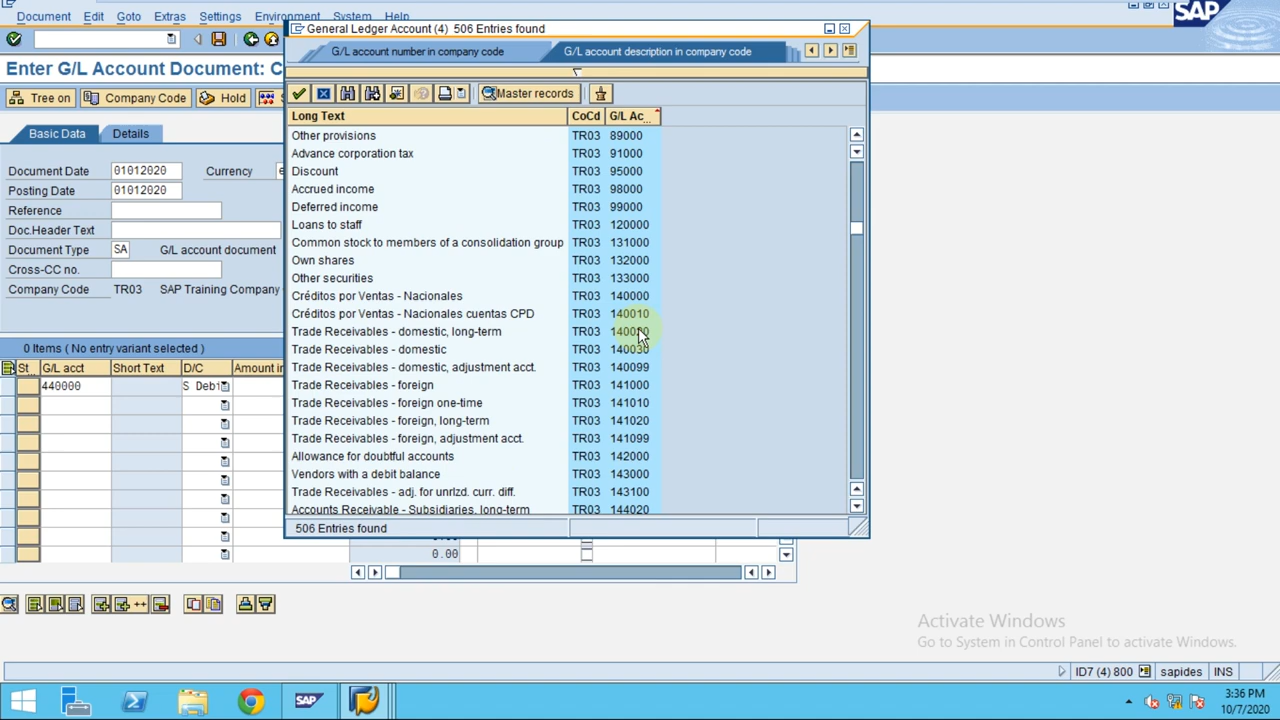 Document Edit Goto Extras Settings Environment System Help
SAP
General Ledger Account (4) 506 Entries found
G/L account number in company code G/L account description in company code
Enter G/L Account Document: C
Tree on Company Code Hold
Master records
Long Text CoCd G/L Ac...
Basic Data Details
Other provisions TR03 89000
Advance corporation tax TR03 91000
Document Date 01012020 Currency
Discount TR03 95000
Posting Date 01012020
Accrued income TR03 98000
Reference
Deferred income TR03 99000
Doc.Header Text
Loans to staff TR03 120000
Document Type SA G/L account document
Common stock to members of a consolidation group TR03 131000
Cross-CC no.
Own shares TR03 132000
Company Code TR03 SAP Training Company
Other securities TR03 133000
Créditos por Ventas - Nacionales TR03 140000
Créditos por Ventas - Nacionales cuentas CPD TR03 140010
Trade Receivables - domestic, long-term TR03
0 Items ( No entry variant selected )
Trade Receivables - domestic TR03 140030
St... G/L acct Short Text D/C Amount in
Trade Receivables - domestic, adjustment acct. TR03 140099
440000 S Debi
Trade Receivables - foreign TR03 141000
Trade Receivables - foreign one-time TR03 141010
Trade Receivables - foreign, long-term TR03 141020
Trade Receivables - foreign, adjustment acct. TR03 141099
Allowance for doubtful accounts TR03 142000
Vendors with a debit balance TR03 143000
Trade Receivables - adj. for unrlzd. curr. diff. TR03 143100
Accounts Receivable - Subsidiaries, long-term TR03 144020
506 Entries found
0.00
Activate Windows
Go to System in Control Panel to activate Windows.
ID7 (4) 800 sapides INS
SAP
3:36 PM
10/7/2020